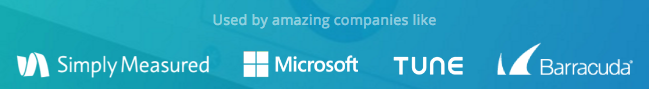 Used by amazing companies like
Simply Measured Microsoft TUNE Barracuda